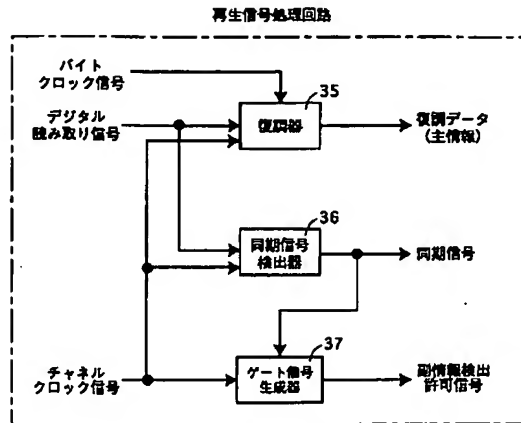 再生信号処理回路
バイト
クロック信号
35
デジタル
読み取り信号
復調器
復調データ
(主情報)
36
同期信号
検出器
同期信号
37
チャネル
クロック信号
ゲート信号
生成器
副情報検出
許可信号